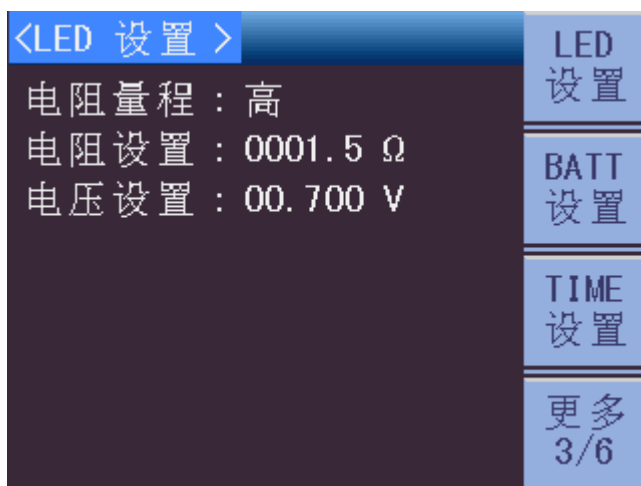 <LED 设置 >
电阻量程：高
电阻设置：0001.5 Ω
电压设置：00.700 V
LED
设置
BATT
设置
TIME
设置
更多
3/6